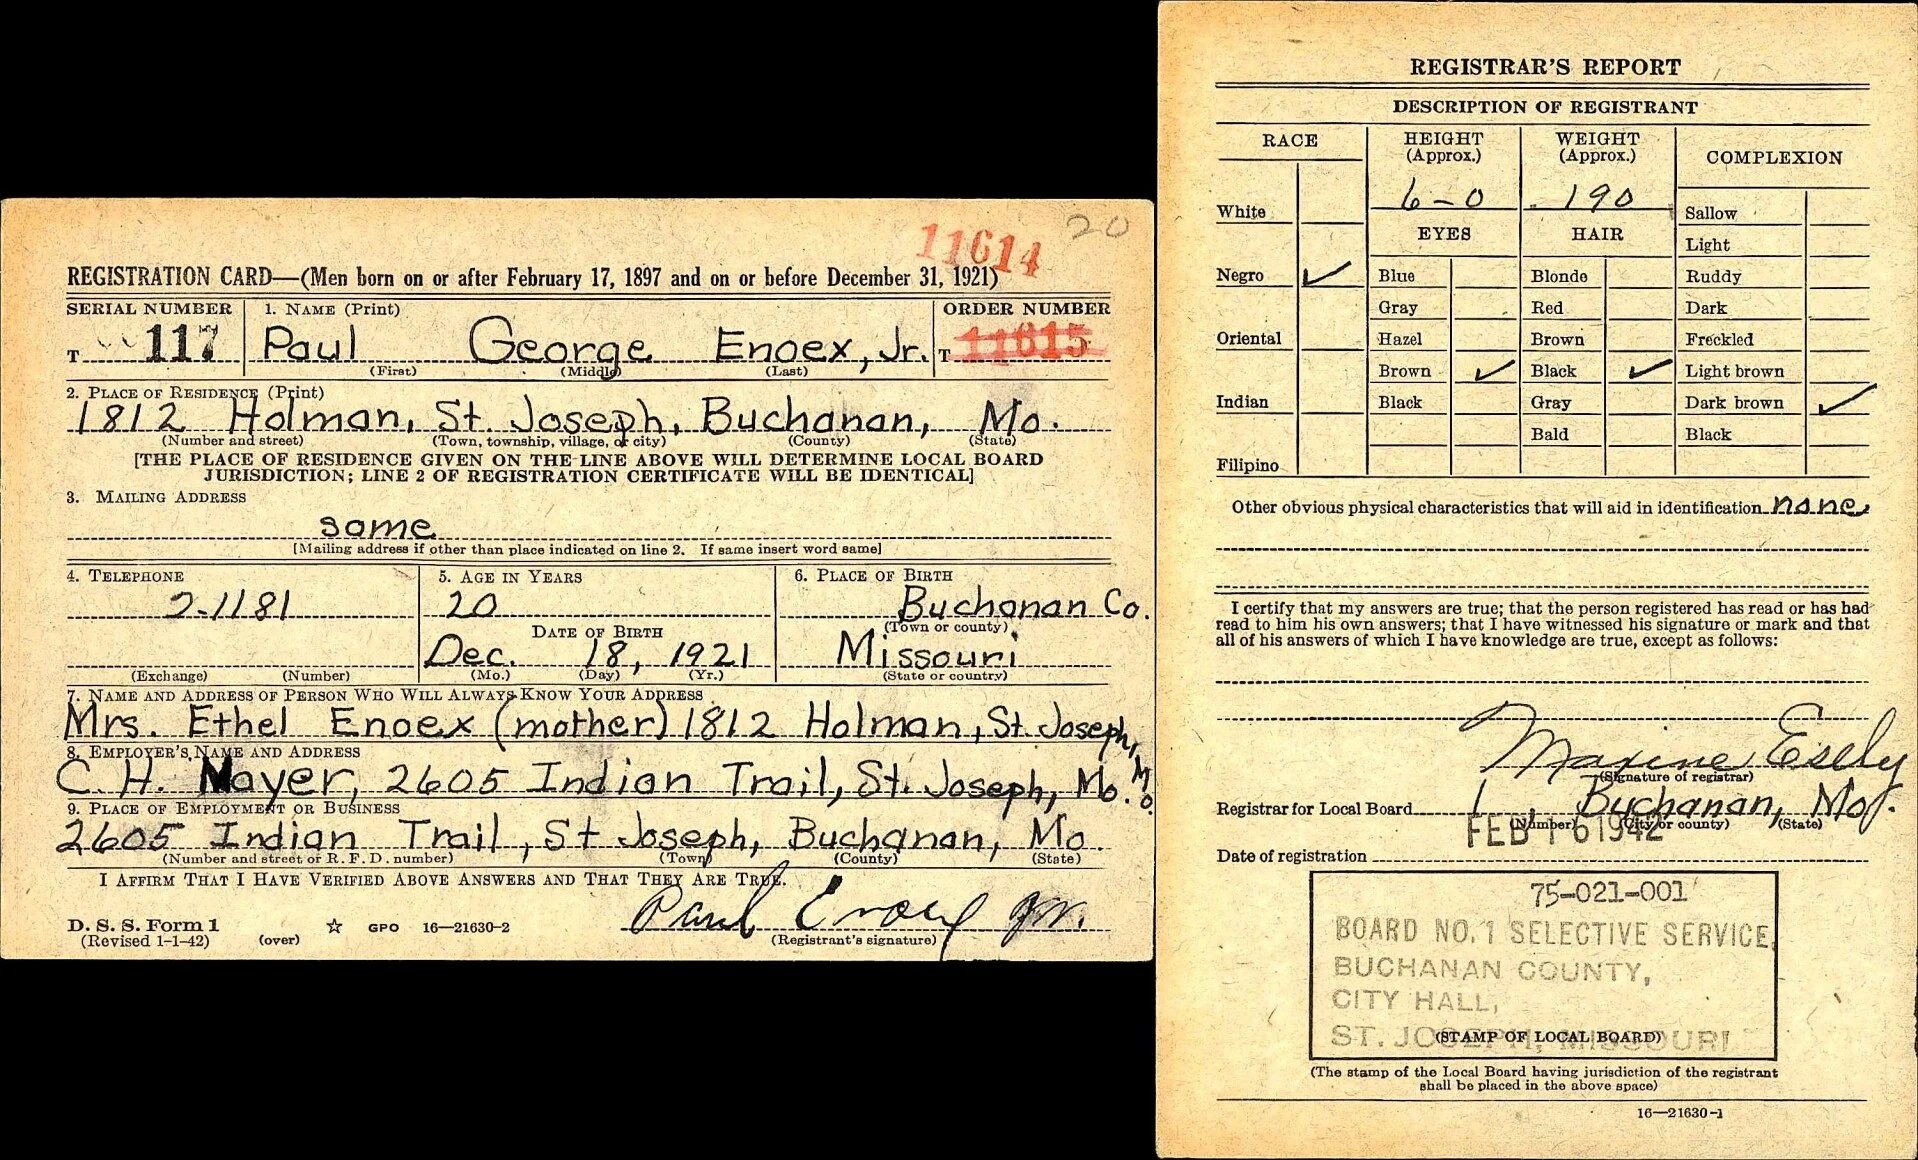 20
11614
REGISTRATION CARD—(Men born on or after February 17, 1897 and on or before December 31, 1921)
SERIAL NUMBER 1. NAME (Print) ORDER NUMBER
T 117 Paul George Enoex, Jr. T 11615
(First) (Middle) (Last)
2. PLACE OF RESIDENCE (Print)
1812 Holman, St. Joseph, Buchanan, Mo.
(Number and street) (Town, township, village, or city) (County) (State)
[THE PLACE OF RESIDENCE GIVEN ON THE LINE ABOVE WILL DETERMINE LOCAL BOARD
JURISDICTION; LINE 2 OF REGISTRATION CERTIFICATE WILL BE IDENTICAL]
3. MAILING ADDRESS
same
[Mailing address if other than place indicated on line 2. If same insert word same]
4. TELEPHONE 5. AGE IN YEARS 6. PLACE OF BIRTH
2-1181 20 Buchanan Co.
DATE OF BIRTH (Town or county)
Dec. 18, 1921 Missouri
(Exchange) (Number) (Mo.) (Day) (Yr.) (State or country)
7. NAME AND ADDRESS OF PERSON WHO WILL ALWAYS KNOW YOUR ADDRESS
Mrs. Ethel Enoex (mother) 1812 Holman, St. Joseph, Mo.
8. EMPLOYER'S NAME AND ADDRESS
C. H. Mayer, 2605 Indian Trail, St. Joseph, Mo.
9. PLACE OF EMPLOYMENT OR BUSINESS
2605 Indian Trail, St Joseph, Buchanan, Mo.
(Number and street or R. F. D. number) (Town) (County) (State)
I AFFIRM THAT I HAVE VERIFIED ABOVE ANSWERS AND THAT THEY ARE TRUE.
Paul Enoex Jr.
D. S. S. Form 1
(Revised 1-1-42) (over) ☆ GPO 16—21630-2 (Registrant's signature)
REGISTRAR'S REPORT
DESCRIPTION OF REGISTRANT
RACE HEIGHT (Approx.) WEIGHT (Approx.) COMPLEXION
White 6-0 190 Sallow
EYES HAIR Light
Negro ✓ Blue Blonde Ruddy
Gray Red Dark
Oriental Hazel Brown Freckled
Brown ✓ Black ✓ Light brown
Indian Black Gray Dark brown ✓
Bald Black
Filipino
Other obvious physical characteristics that will aid in identification none
I certify that my answers are true; that the person registered has read or has had
read to him his own answers; that I have witnessed his signature or mark and that
all of his answers of which I have knowledge are true, except as follows:
Maxine Esely
(Signature of registrar)
Registrar for Local Board 1, Buchanan, Mo.
(Number) (City or county) (State)
FEB 16 1942
Date of registration
75-021-001
BOARD NO. 1 SELECTIVE SERVICE,
BUCHANAN COUNTY,
CITY HALL,
ST. JOSEPH, MISSOURI
(STAMP OF LOCAL BOARD)
(The stamp of the Local Board having jurisdiction of the registrant
shall be placed in the above space)
16—21630-1